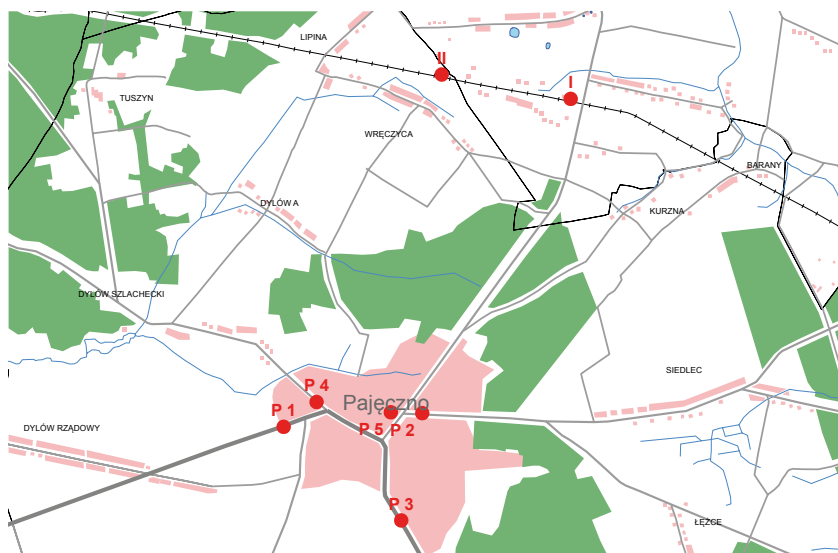 LIPINA
II
I
TUSZYN
WRĘCZYCA
BARANY
DYLÓW A
KURZNA
DYLÓW SZLACHECKI
SIEDLEC
P 4
Pajęczno
P 1
P 5 P 2
DYLÓW RZĄDOWY
P 3
ŁĘŻCE